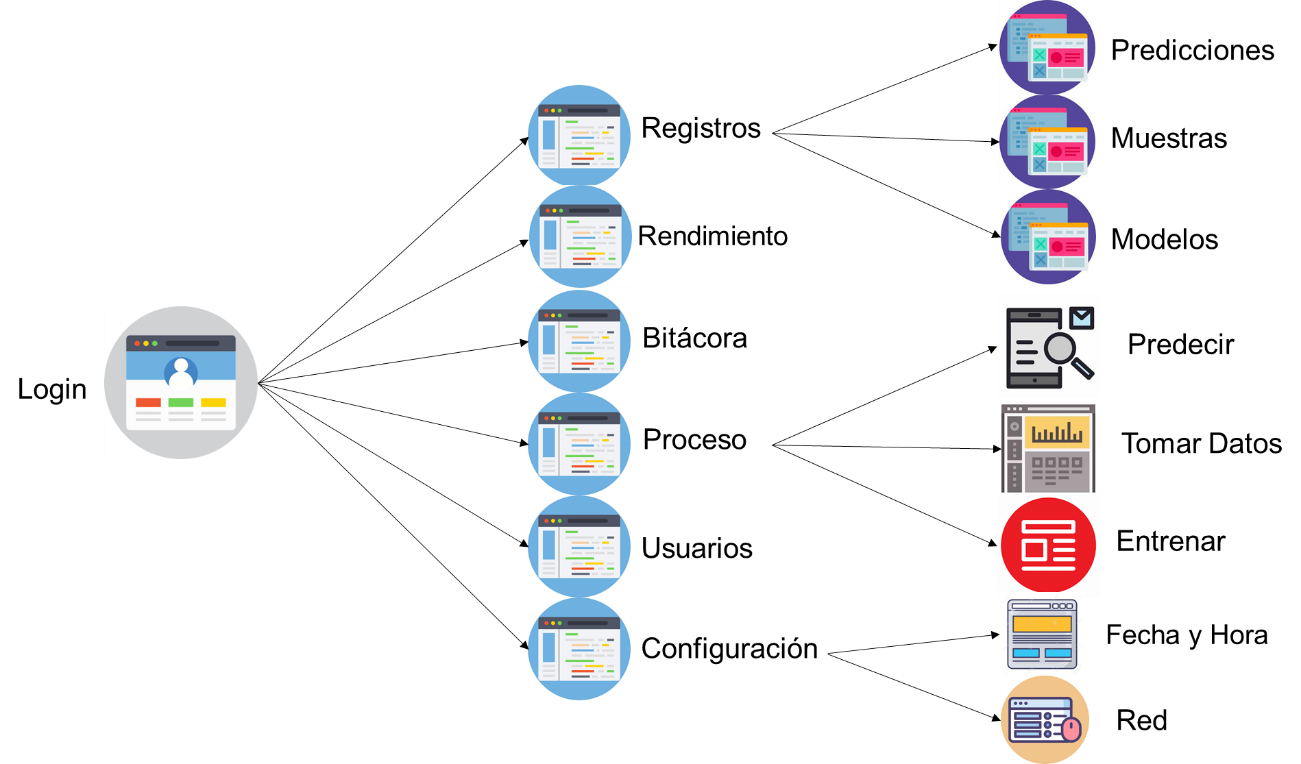 Login
Registros
Rendimiento
Bitácora
Proceso
Usuarios
Configuración
Predicciones
Muestras
Modelos
Predecir
Tomar Datos
Entrenar
Fecha y Hora
Red